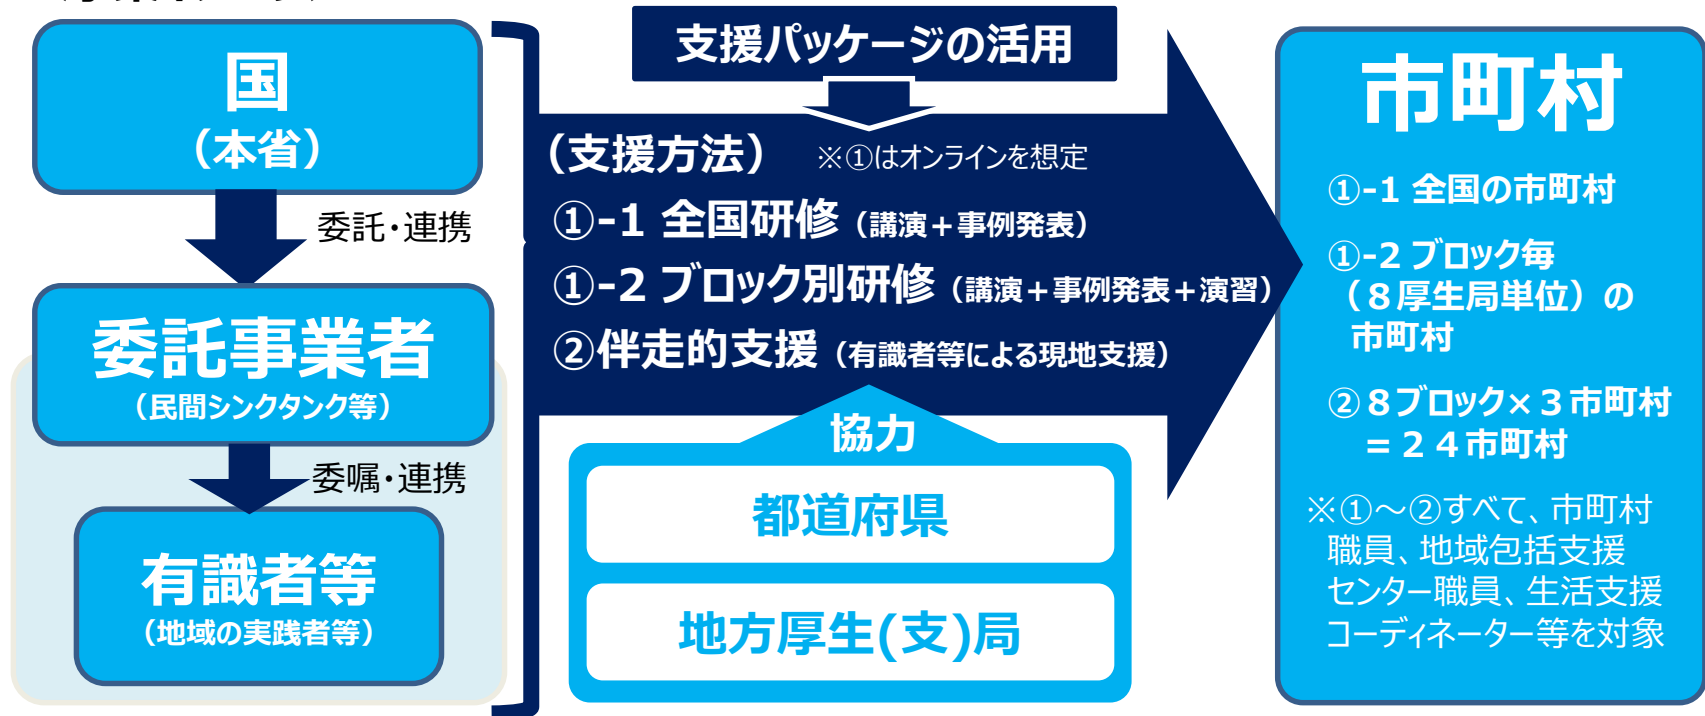 国
（本省）
委託・連携
委託事業者
（民間シンクタンク等）
委嘱・連携
有識者等
（地域の実践者等）
支援パッケージの活用
（支援方法） ※①はオンラインを想定
①-1 全国研修（講演＋事例発表）
①-2 ブロック別研修（講演＋事例発表＋演習）
②伴走的支援（有識者等による現地支援）
協力
都道府県
地方厚生(支)局
市町村
①-1 全国の市町村
①-2 ブロック毎
（８厚生局単位）の
市町村
②８ブロック×３市町村
=２４市町村
※①～②すべて、市町村
職員、地域包括支援
センター職員、生活支援
コーディネーター等を対象